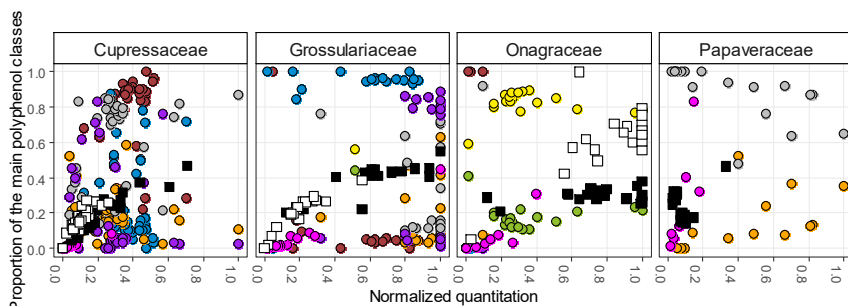 Proportion of the main polyphenol classes
Cupressaceae
Grossulariaceae
Onagraceae
Papaveraceae
1.0
0.8
0.6
0.4
0.2
0.0
0.0 0.2 0.4 0.6 0.8 1.0
0.0 0.2 0.4 0.6 0.8 1.0
0.0 0.2 0.4 0.6 0.8 1.0
0.0 0.2 0.4 0.6 0.8 1.0
Normalized quantitation